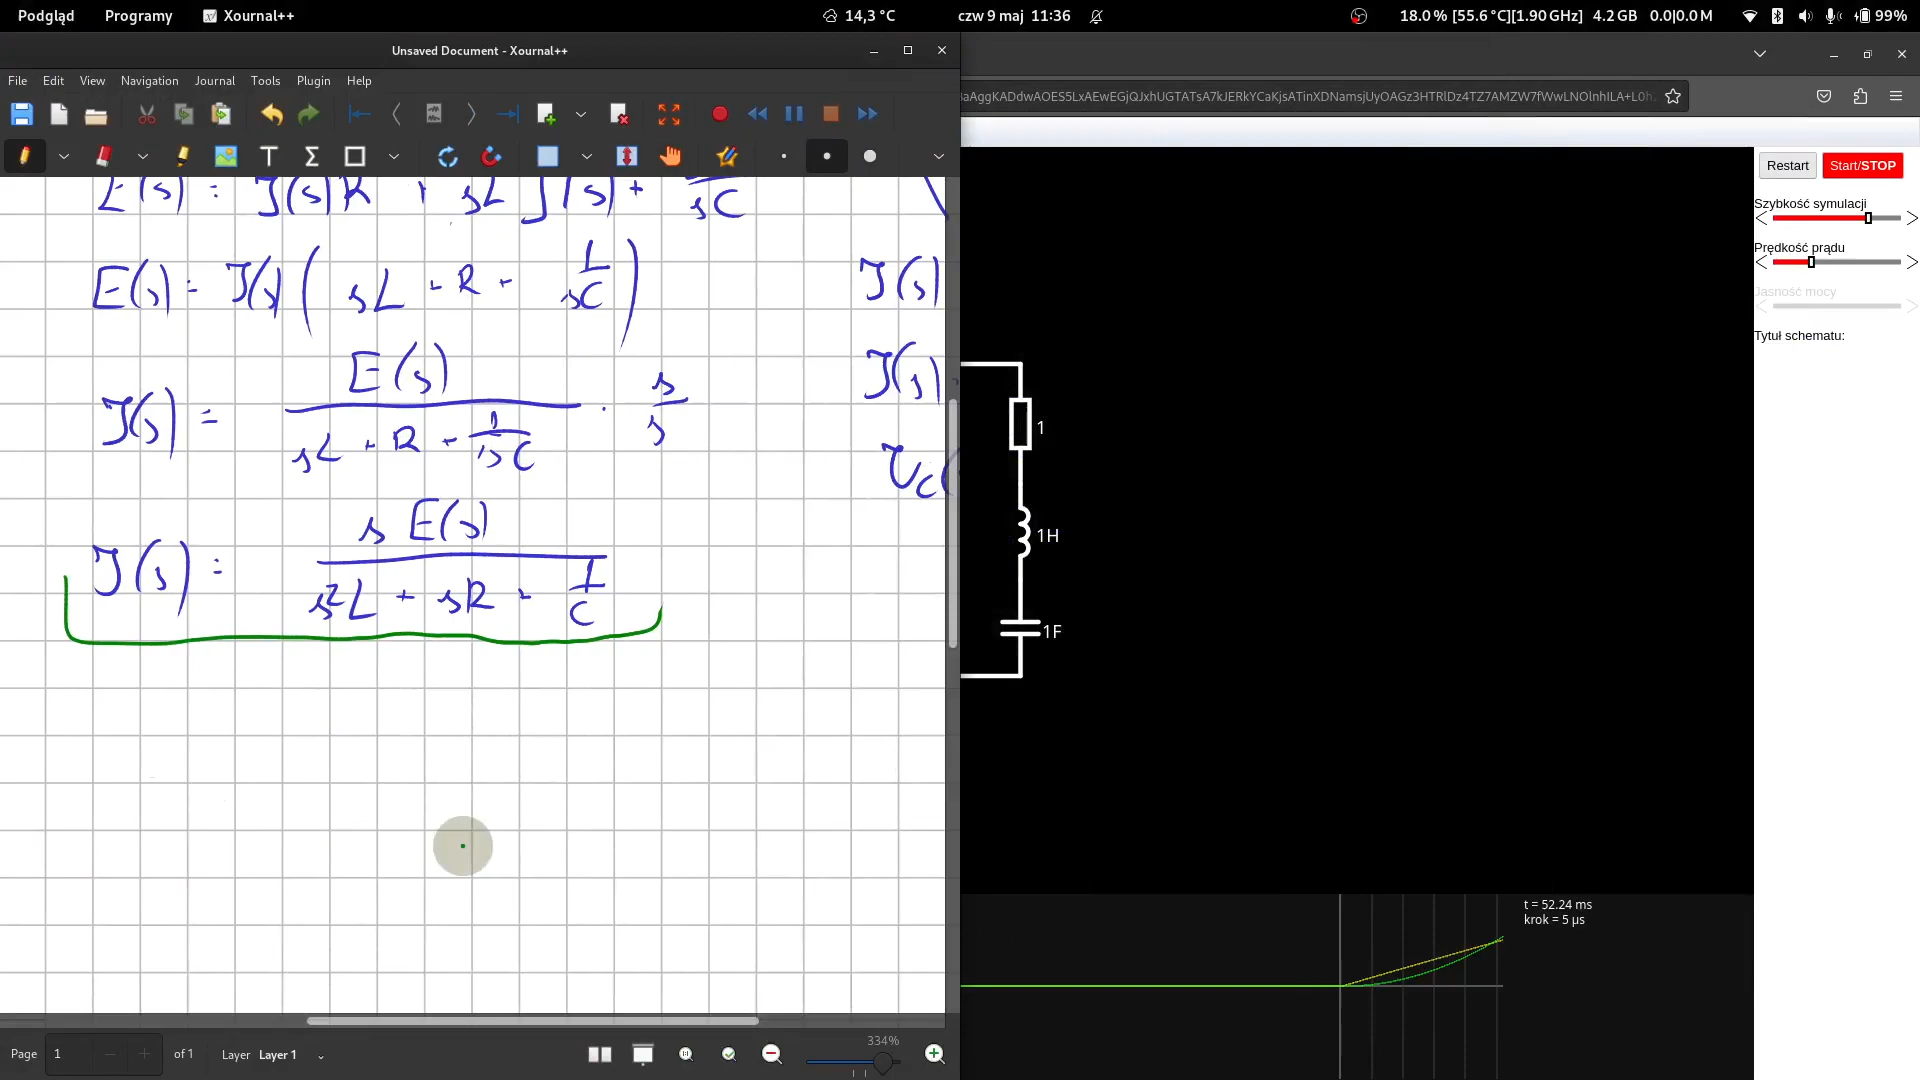 Podgląd Programy Xournal++ 14,3 °C czw 9 maj 11:36 18.0 % [55.6 °C][1.90 GHz] 4.2 GB 0.0|0.0 M 99%
Unsaved Document - Xournal++
File Edit View Navigation Journal Tools Plugin Help
E(s) = I(s)R + sL I(s) + sC
E(s) = I(s) ( sL + R + 1/sC )
I(s) = E(s) / (sL + R + 1/sC) · s/s
I(s) = s E(s) / (s²L + sR + 1/C)
I(s)
I(s)
U_C(
Page 1 of 1 Layer Layer 1 334%
Restart Start/STOP
Szybkość symulacji
Prędkość prądu
Jasność mocy
Tytuł schematu:
1
1H
1F
t = 52.24 ms
krok = 5 µs